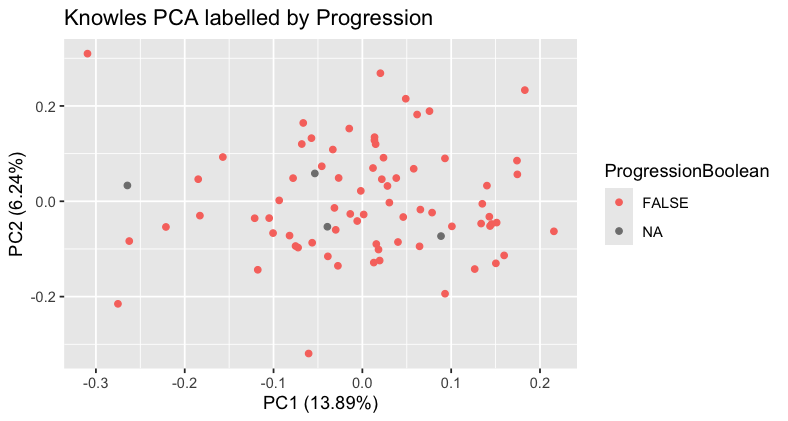 Knowles PCA labelled by Progression
PC2 (6.24%)
0.2
0.0
-0.2
-0.3
-0.2
-0.1
0.0
0.1
0.2
PC1 (13.89%)
ProgressionBoolean
FALSE
NA